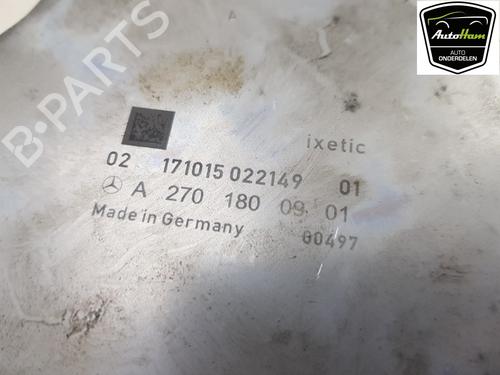 AutoHam
AUTO
ONDERDELEN
B-PARTS
ixetic
02 171015 022149 01
A 270 180 09 01
Made in Germany
00497